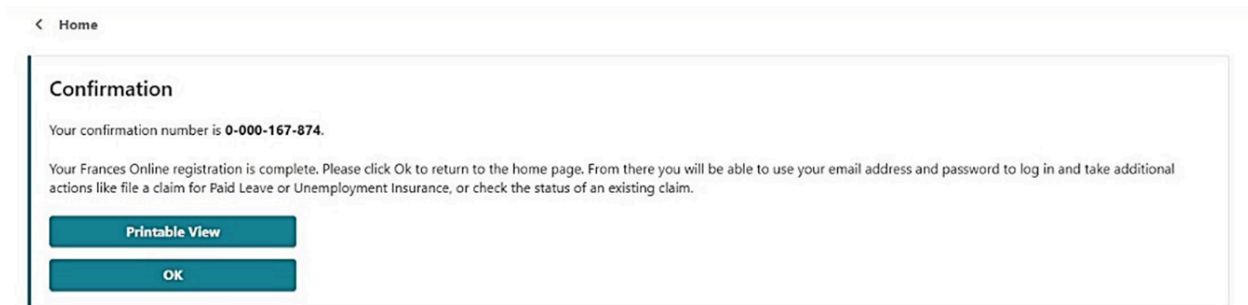 Home
Confirmation
Your confirmation number is 0-000-167-874.
Your Frances Online registration is complete. Please click Ok to return to the home page. From there you will be able to use your email address and password to log in and take additional
actions like file a claim for Paid Leave or Unemployment Insurance, or check the status of an existing claim.
Printable View
OK